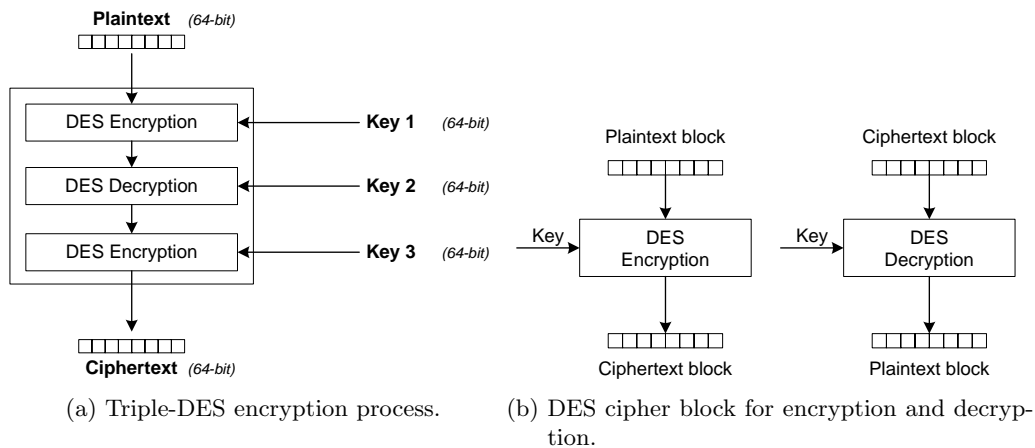 Plaintext (64-bit)
DES Encryption
Key 1 (64-bit)
DES Decryption
Key 2 (64-bit)
DES Encryption
Key 3 (64-bit)
Ciphertext (64-bit)
(a) Triple-DES encryption process.
Plaintext block
Key
DES
Encryption
Ciphertext block
Ciphertext block
Key
DES
Decryption
Plaintext block
(b) DES cipher block for encryption and decryp-
tion.